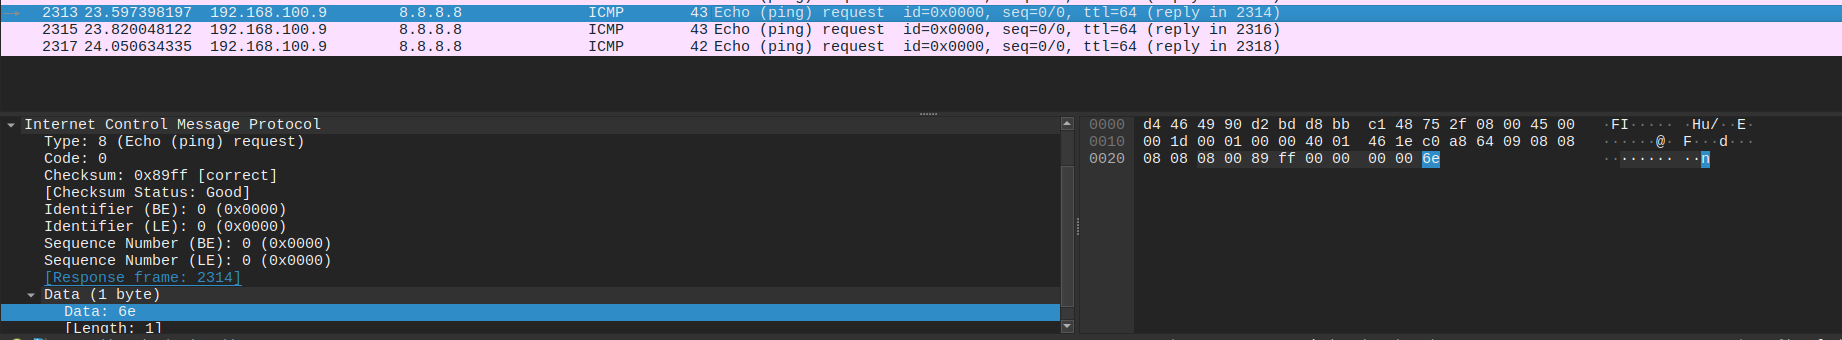 2313 23.597398197 192.168.100.9 8.8.8.8 ICMP 43 Echo (ping) request id=0x0000, seq=0/0, ttl=64 (reply in 2314)
2315 23.820048122 192.168.100.9 8.8.8.8 ICMP 43 Echo (ping) request id=0x0000, seq=0/0, ttl=64 (reply in 2316)
2317 24.050634335 192.168.100.9 8.8.8.8 ICMP 42 Echo (ping) request id=0x0000, seq=0/0, ttl=64 (reply in 2318)
Internet Control Message Protocol
Type: 8 (Echo (ping) request)
Code: 0
Checksum: 0x89ff [correct]
[Checksum Status: Good]
Identifier (BE): 0 (0x0000)
Identifier (LE): 0 (0x0000)
Sequence Number (BE): 0 (0x0000)
Sequence Number (LE): 0 (0x0000)
[Response frame: 2314]
Data (1 byte)
Data: 6e
[Length: 1]
0000 d4 46 49 90 d2 bd d8 bb c1 48 75 2f 08 00 45 00 ·FI····· ·Hu/··E·
0010 00 1d 00 01 00 00 40 01 46 1e c0 a8 64 09 08 08 ······@· F···d···
0020 08 08 08 00 89 ff 00 00 00 00 6e ········ ··n